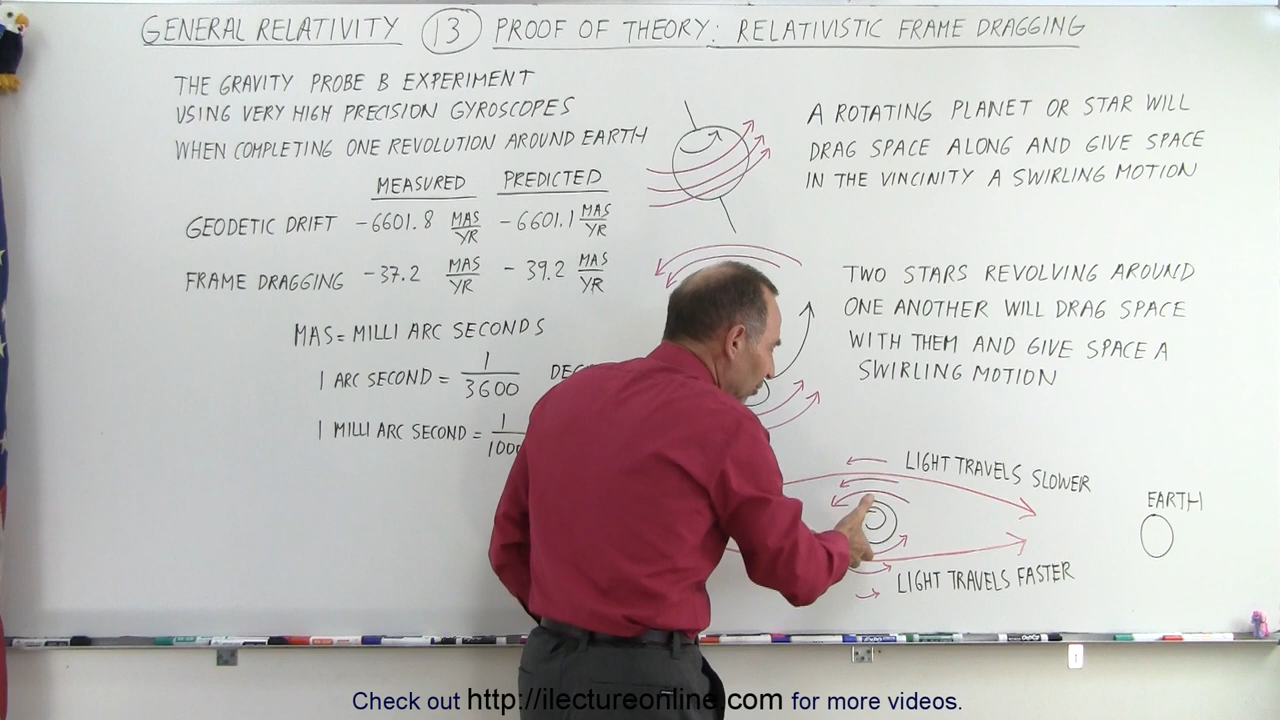 GENERAL RELATIVITY 13 PROOF OF THEORY: RELATIVISTIC FRAME DRAGGING
THE GRAVITY PROBE B EXPERIMENT
USING VERY HIGH PRECISION GYROSCOPES
WHEN COMPLETING ONE REVOLUTION AROUND EARTH
MEASURED PREDICTED
GEODETIC DRIFT -6601.8 MAS/YR -6601.1 MAS/YR
FRAME DRAGGING -37.2 MAS/YR -39.2 MAS/YR
MAS = MILLI ARC SECONDS
1 ARC SECOND = 1/3600
1 MILLI ARC SECOND =
A ROTATING PLANET OR STAR WILL
DRAG SPACE ALONG AND GIVE SPACE
IN THE VINCINITY A SWIRLING MOTION
TWO STARS REVOLVING AROUND
ONE ANOTHER WILL DRAG SPACE
WITH THEM AND GIVE SPACE A
SWIRLING MOTION
LIGHT TRAVELS SLOWER
EARTH
LIGHT TRAVELS FASTER
Check out http://ilectureonline.com for more videos.